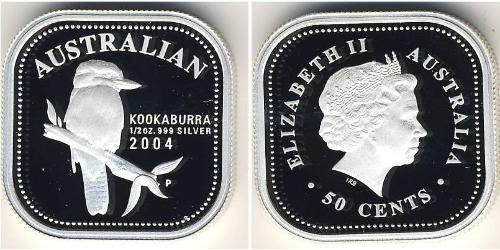 AUSTRALIAN
KOOKABURRA
1/2oz. 999 SILVER
2004
P
ELIZABETH II
AUSTRALIA
IRB
· 50 CENTS ·